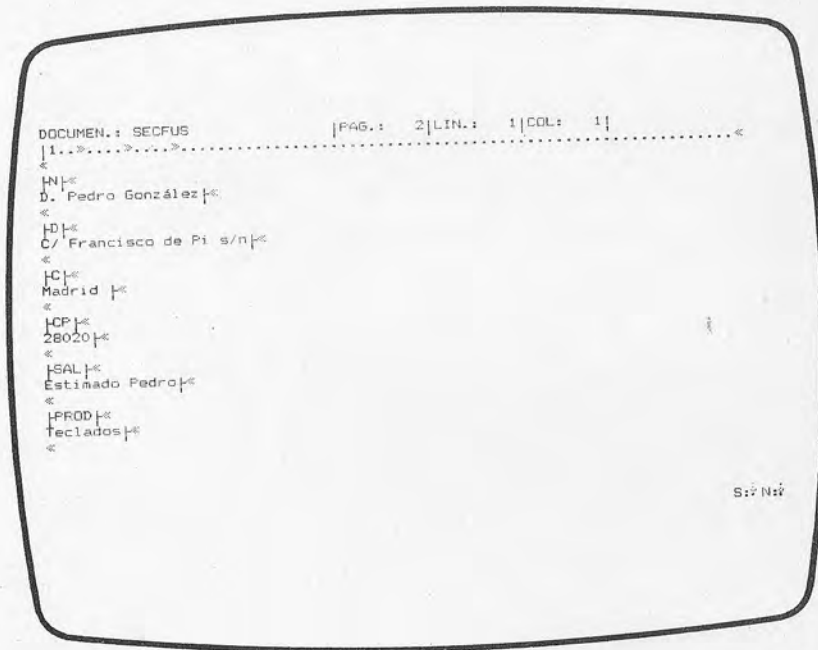 DOCUMEN.: SECFUS |PAG.: 2|LIN.: 1|COL: 1|
|1..»....»....»......................................................................«
«
├N├«
D. Pedro González├«
«
├D├«
C/ Francisco de Pi s/n├«
«
├C├«
Madrid ├«
«
├CP├«
28020├«
«
├SAL├«
Estimado Pedro├«
«
├PROD├«
Teclados├«
«
S:↓ N:↓